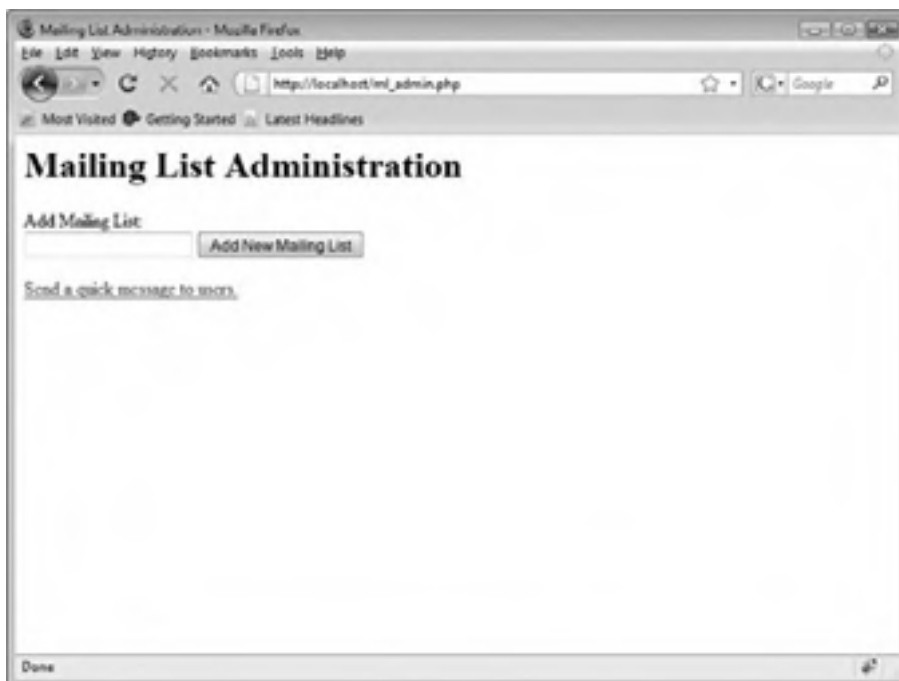 Mailing List Administration - Mozilla Firefox
File Edit View History Bookmarks Tools Help
http://localhost/ml_admin.php Google
Most Visited Getting Started Latest Headlines
Mailing List Administration
Add Mailing List:
Add New Mailing List
Send a quick message to users.
Done